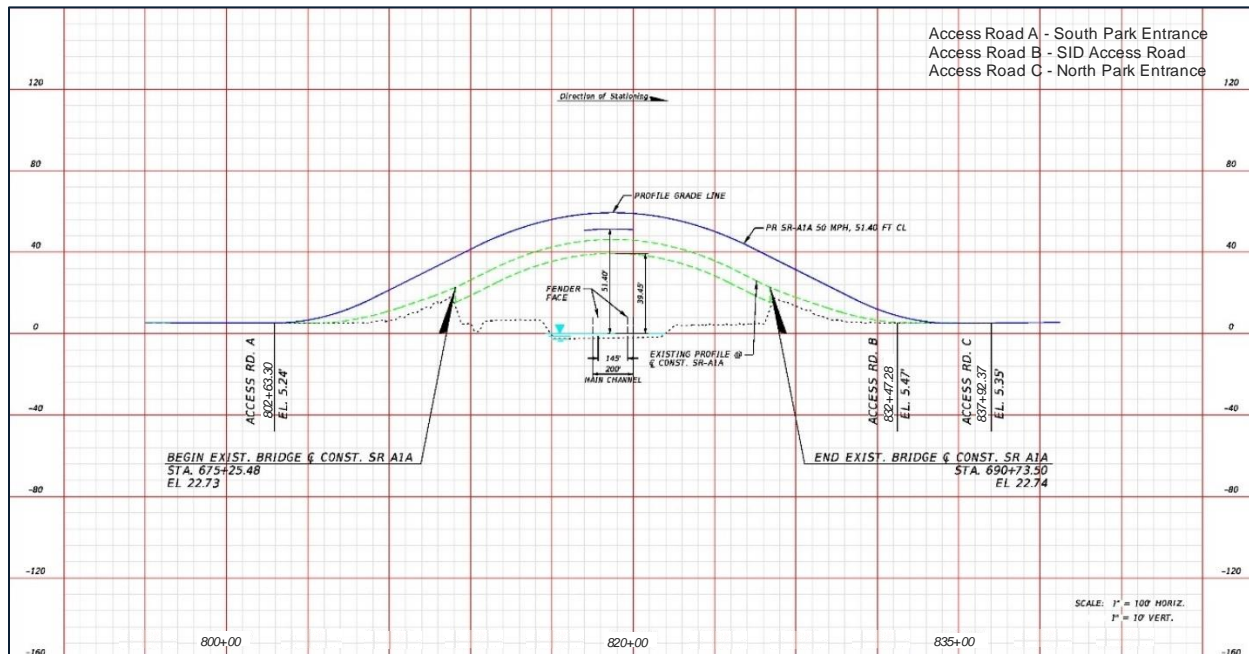 Access Road A - South Park Entrance
Access Road B - SID Access Road
Access Road C - North Park Entrance
120
120
Direction of Stationing
80
80
PROFILE GRADE LINE
PR SR-A1A 50 MPH, 51.40 FT CL
40
40
51.40'
39.45'
FENDER
FACE
0
0
145'
200'
MAIN CHANNEL
EXISTING PROFILE @
℄ CONST. SR-A1A
ACCESS RD. A
802+63.30
EL. 5.24'
ACCESS RD. B
832+47.28
EL. 5.47'
ACCESS RD. C
837+92.37
EL. 5.35'
-40
-40
BEGIN EXIST. BRIDGE ℄ CONST. SR A1A
STA. 675+25.48
EL 22.73
END EXIST. BRIDGE ℄ CONST. SR A1A
STA. 690+73.50
EL 22.74
-80
-80
-120
-120
SCALE: 1" = 100' HORIZ.
1" = 10' VERT.
800+00
820+00
835+00
-160
-160